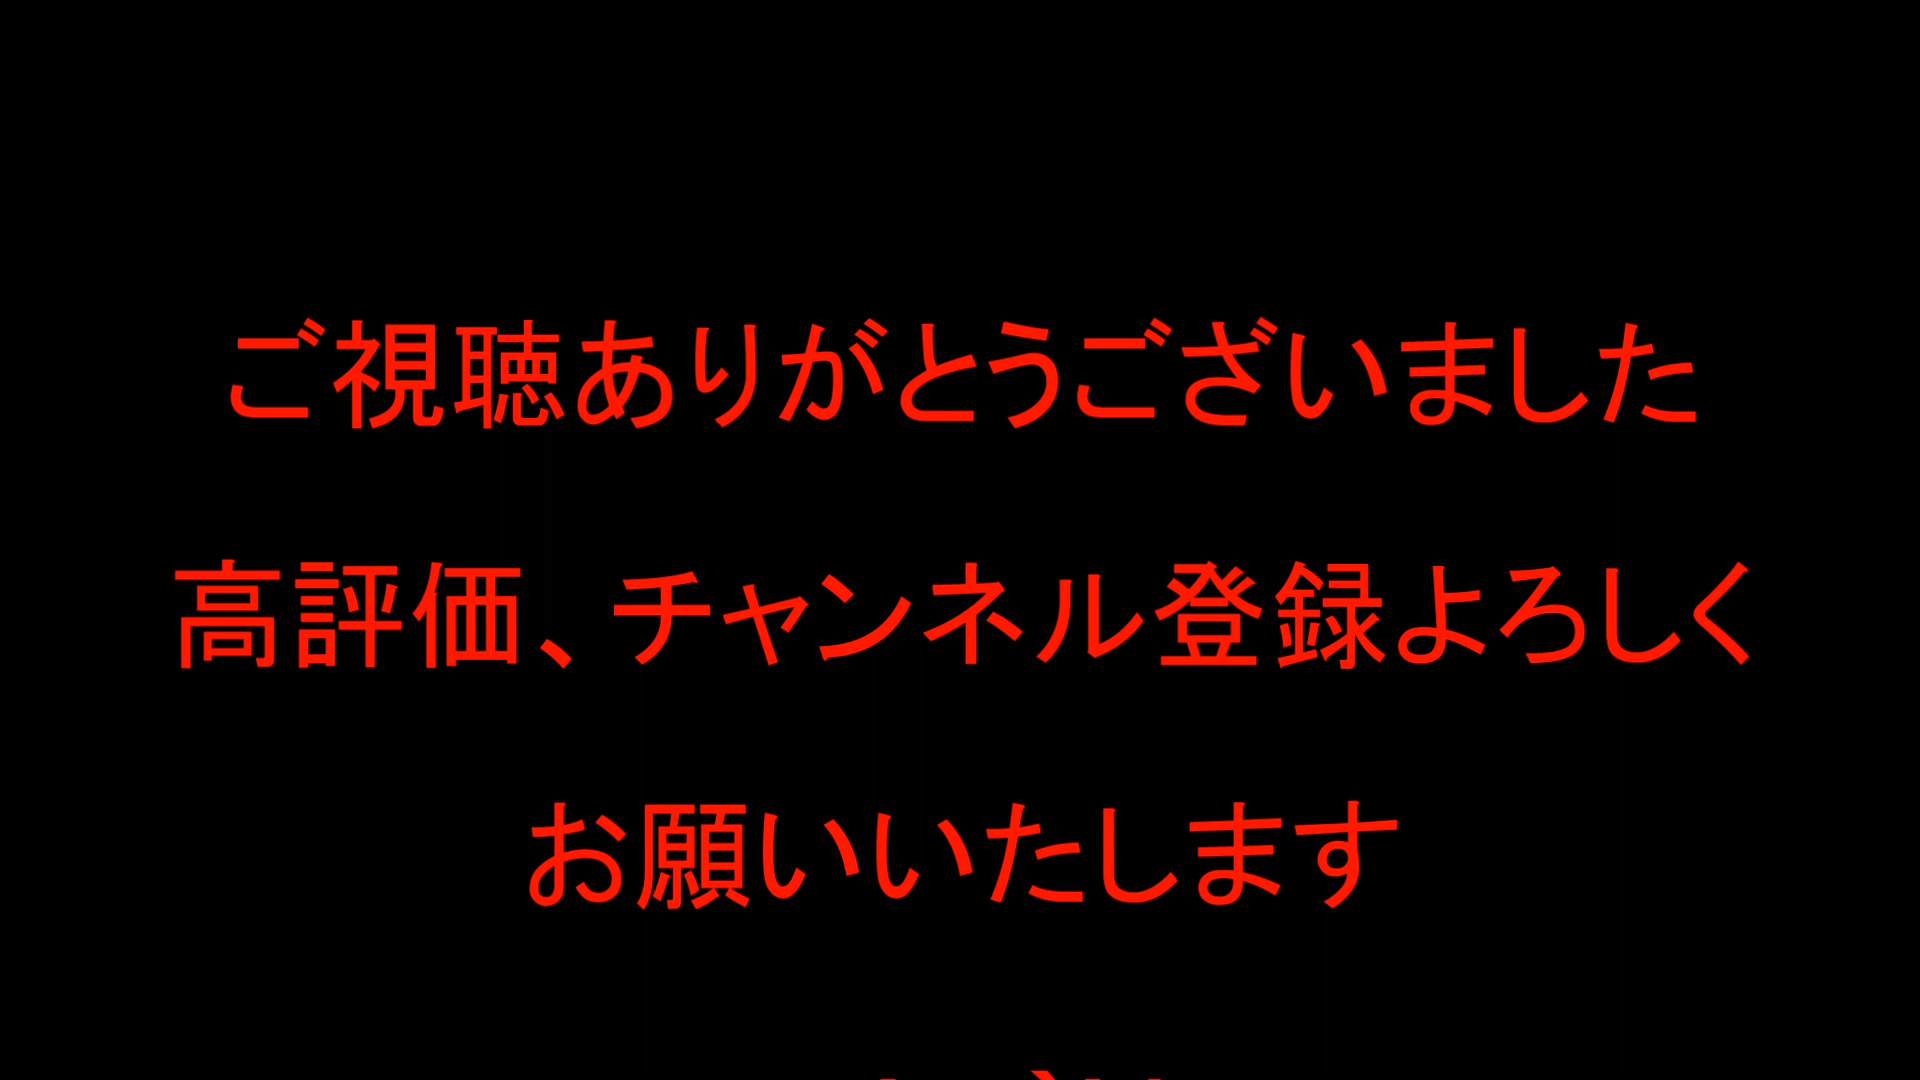 ご視聴ありがとうございました
高評価、チャンネル登録よろしく
お願いいたします